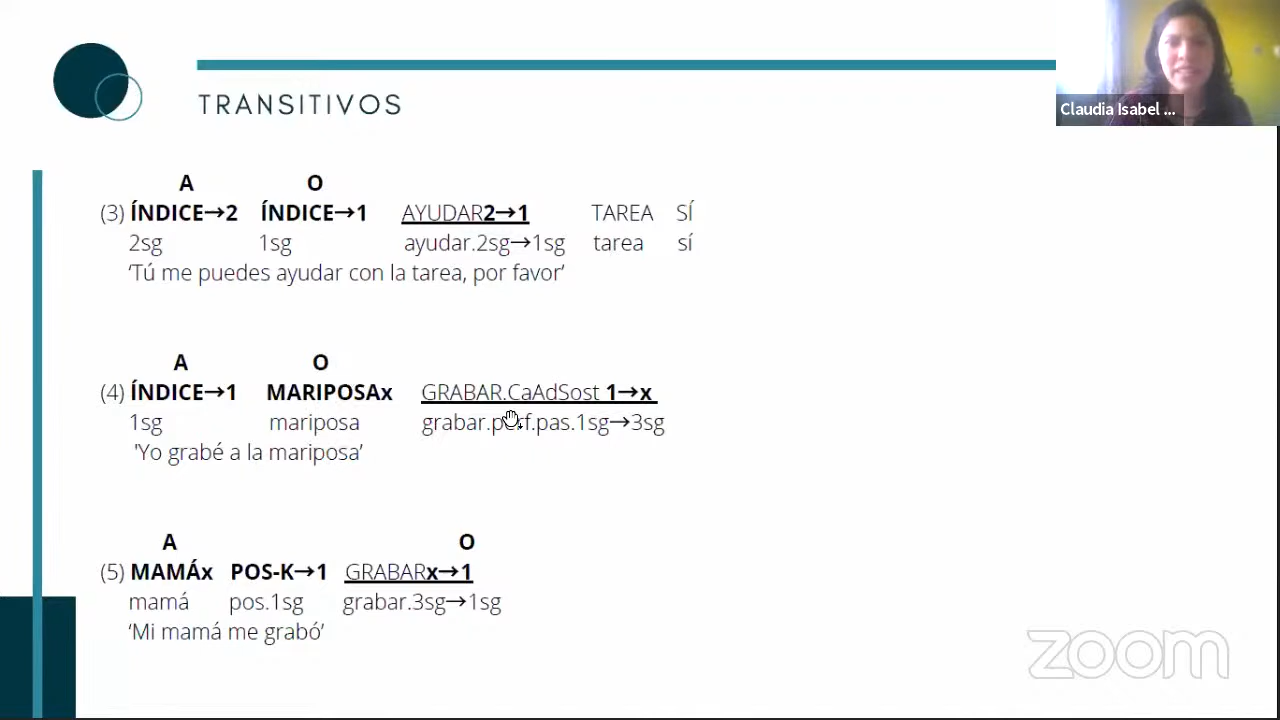 Claudia Isabel ...
TRANSITIVOS
A O
(3) ÍNDICE→2 ÍNDICE→1 AYUDAR2→1 TAREA SÍ
2sg 1sg ayudar.2sg→1sg tarea sí
‘Tú me puedes ayudar con la tarea, por favor’
A O
(4) ÍNDICE→1 MARIPOSAx GRABAR.CaAdSost 1→x
1sg mariposa grabar.perf.pas.1sg→3sg
'Yo grabé a la mariposa’
A O
(5) MAMÁx POS-K→1 GRABARx→1
mamá pos.1sg grabar.3sg→1sg
‘Mi mamá me grabó’
zoom